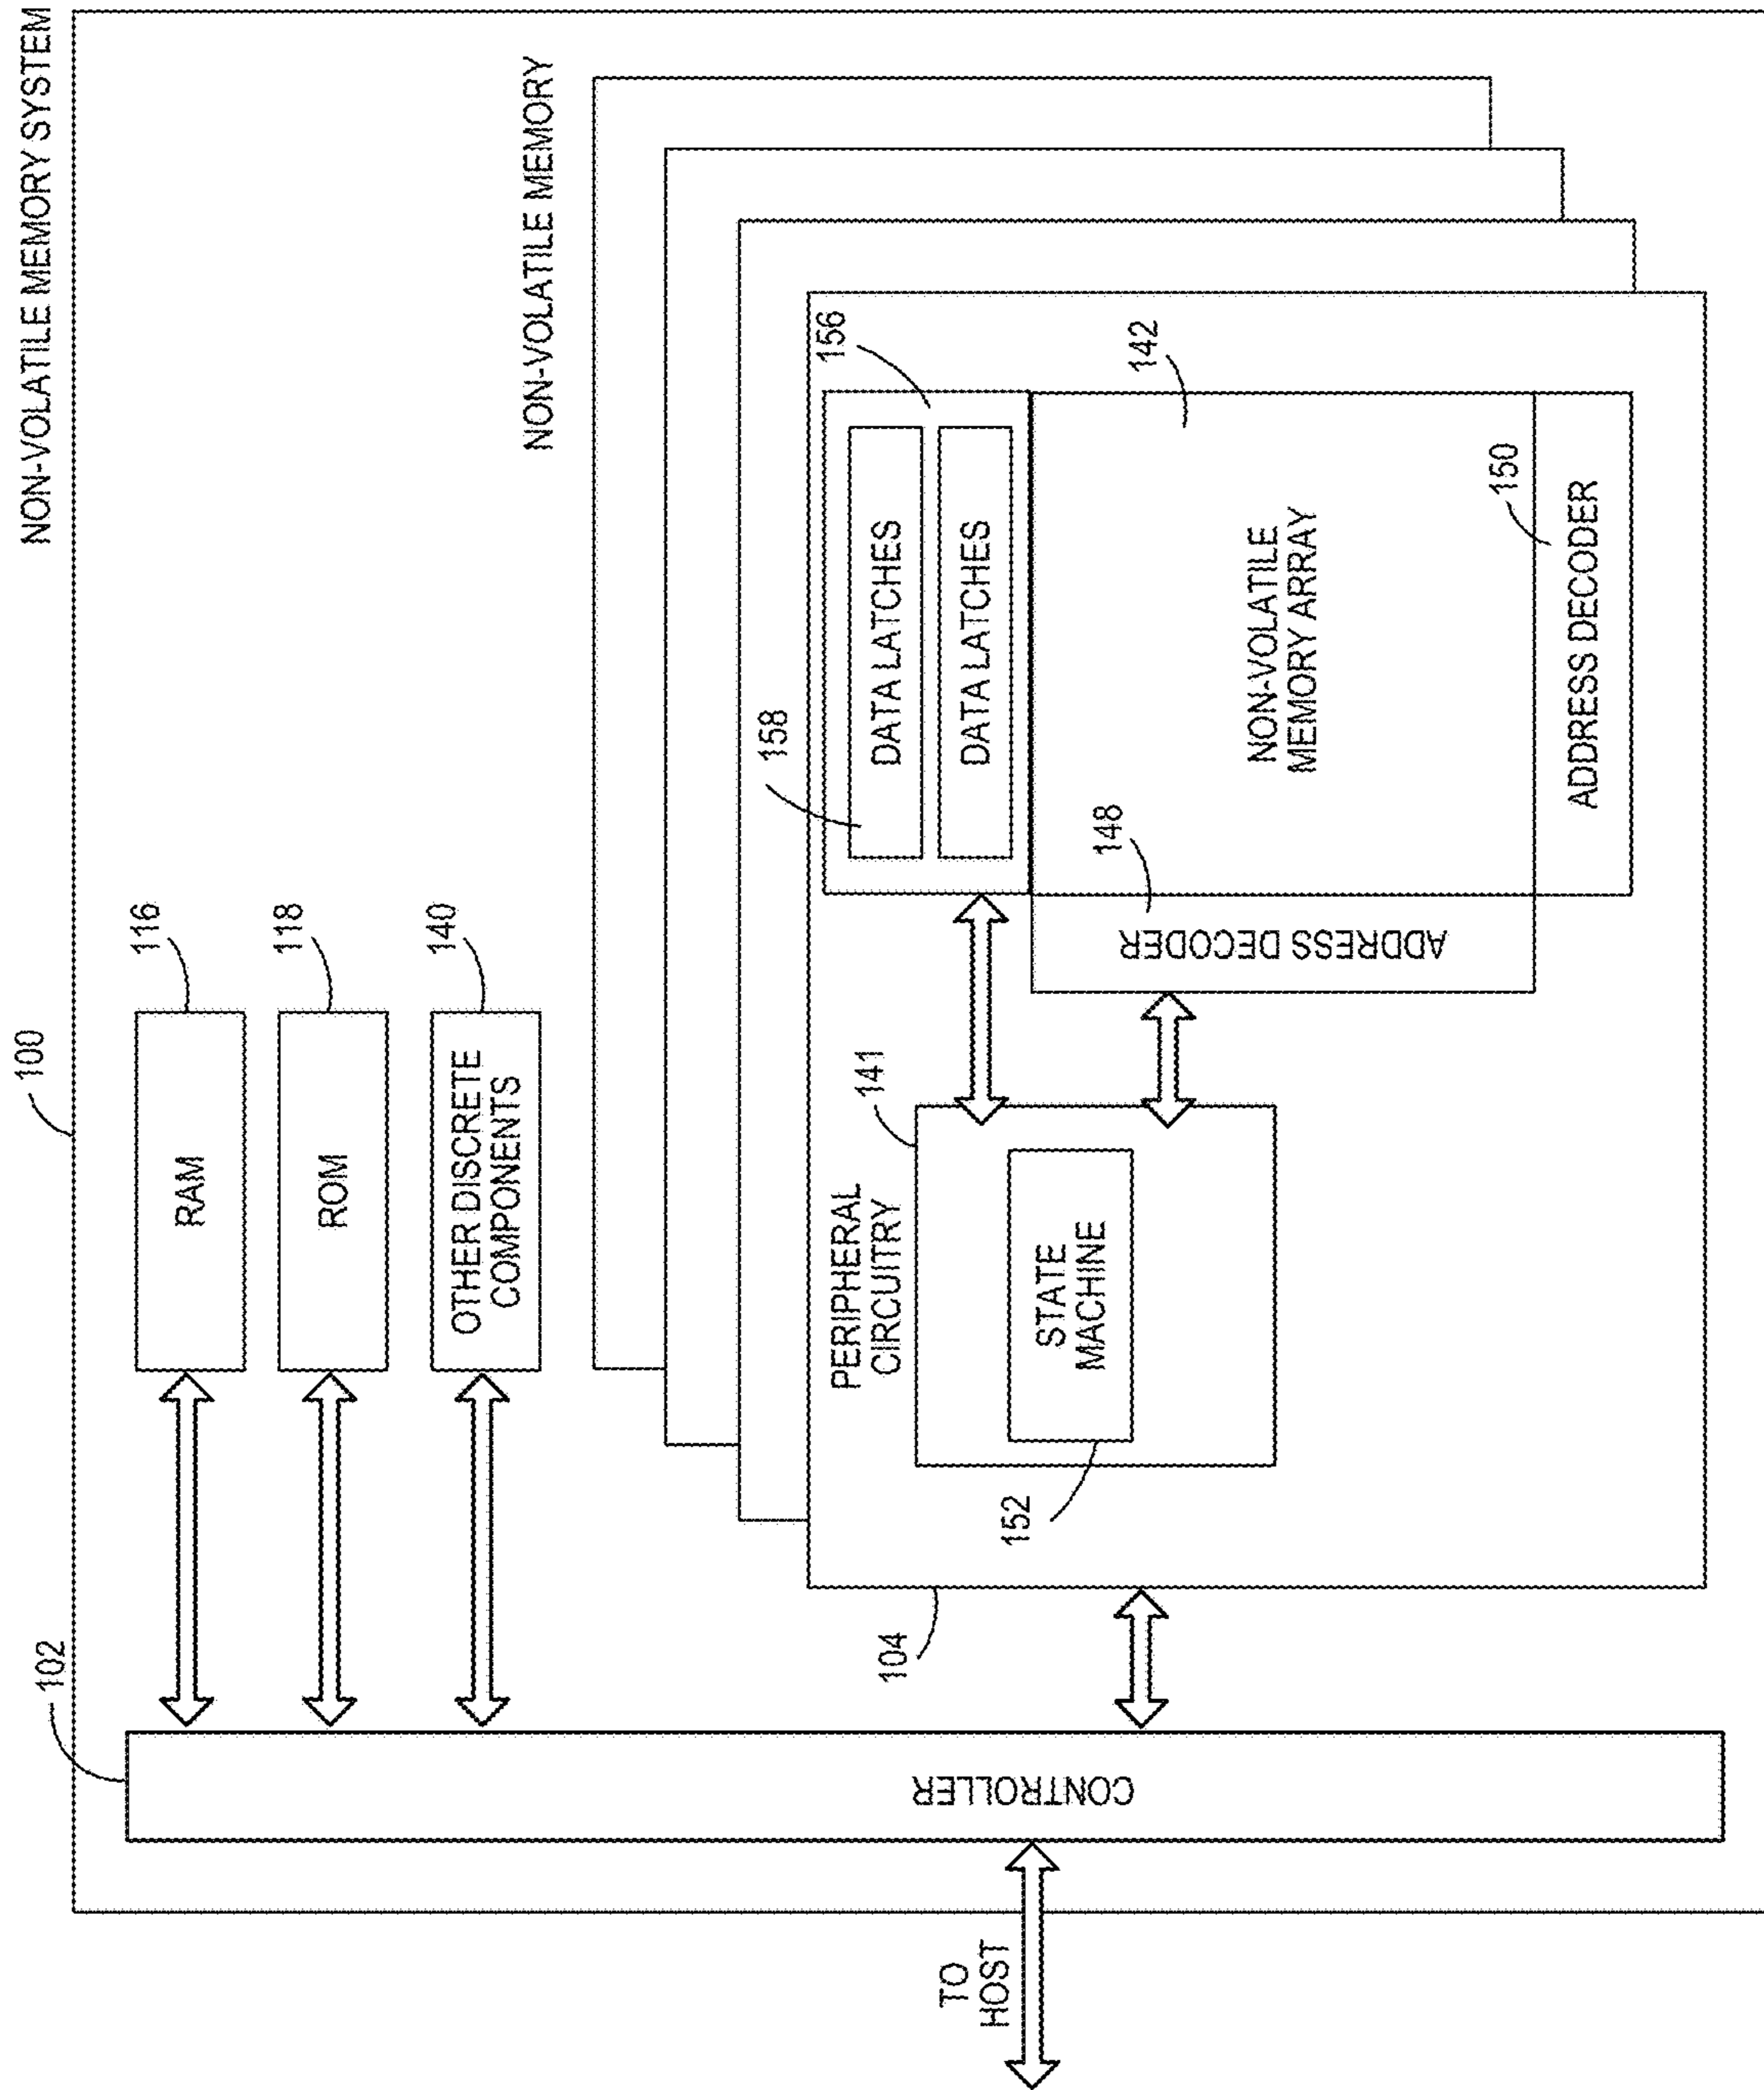 NON-VOLATILE MEMORY SYSTEM
100
102
116
RAM
118
ROM
140
OTHER DISCRETE
COMPONENTS
NON-VOLATILE MEMORY
TO
HOST
CONTROLLER
104
PERIPHERAL
CIRCUITRY
141
STATE
MACHINE
152
158
156
DATA LATCHES
DATA LATCHES
148
ADDRESS DECODER
142
NON-VOLATILE
MEMORY ARRAY
150
ADDRESS DECODER